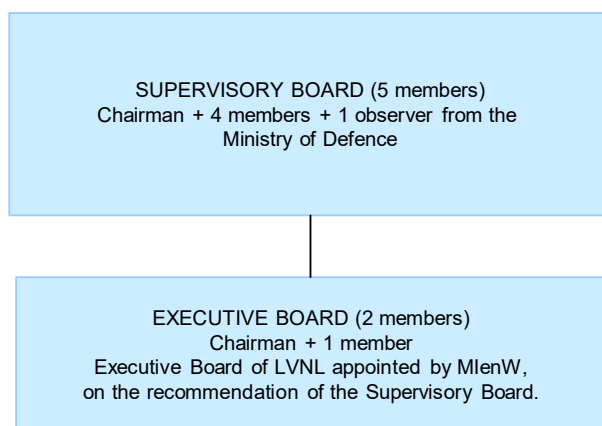 SUPERVISORY BOARD (5 members)
Chairman + 4 members + 1 observer from the
Ministry of Defence
EXECUTIVE BOARD (2 members)
Chairman + 1 member
Executive Board of LVNL appointed by MIenW,
on the recommendation of the Supervisory Board.